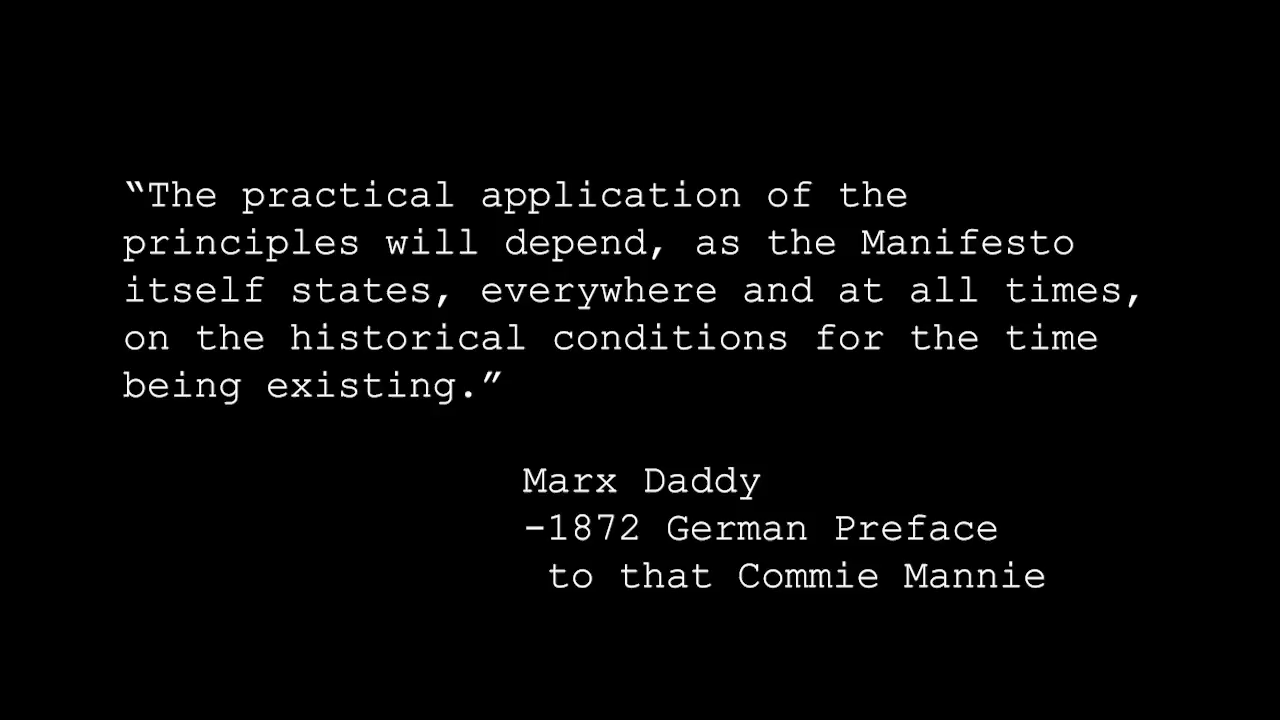 “The practical application of the
principles will depend, as the Manifesto
itself states, everywhere and at all times,
on the historical conditions for the time
being existing.”
Marx Daddy
-1872 German Preface
to that Commie Mannie